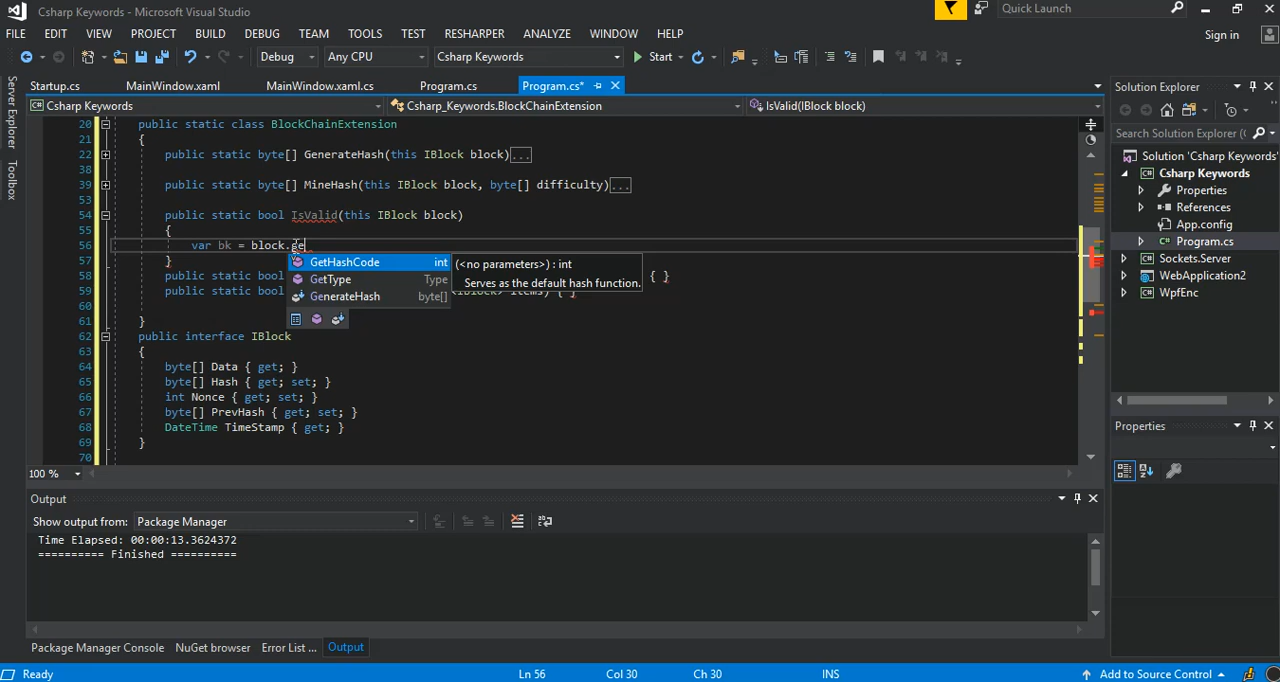 Csharp Keywords - Microsoft Visual Studio
Quick Launch
FILE EDIT VIEW PROJECT BUILD DEBUG TEAM TOOLS TEST RESHARPER ANALYZE WINDOW HELP
Sign in
Debug Any CPU Csharp Keywords Start
Server Explorer
Toolbox
Startup.cs MainWindow.xaml MainWindow.xaml.cs Program.cs Program.cs*
Csharp Keywords Csharp_Keywords.BlockChainExtension IsValid(IBlock block)
20 public static class BlockChainExtension
21 {
22 public static byte[] GenerateHash(this IBlock block)...
38
39 public static byte[] MineHash(this IBlock block, byte[] difficulty)...
53
54 public static bool IsValid(this IBlock block)
55 {
56 var bk = block.ge
57 }
58 public static bool { }
59 public static bool <IBlock> items) { }
60
61 }
62 public interface IBlock
63 {
64 byte[] Data { get; }
65 byte[] Hash { get; set; }
66 int Nonce { get; set; }
67 byte[] PrevHash { get; set; }
68 DateTime TimeStamp { get; }
69 }
70
GetHashCode int
GetType Type
GenerateHash byte[]
(<no parameters>) : int
Serves as the default hash function.
100 %
Output
Show output from: Package Manager
Time Elapsed: 00:00:13.3624372
========== Finished ==========
Package Manager Console NuGet browser Error List ... Output
Solution Explorer
Search Solution Explorer (
Solution 'Csharp Keywords'
Csharp Keywords
Properties
References
App.config
Program.cs
Sockets.Server
WebApplication2
WpfEnc
Properties
Ready Ln 56 Col 30 Ch 30 INS Add to Source Control